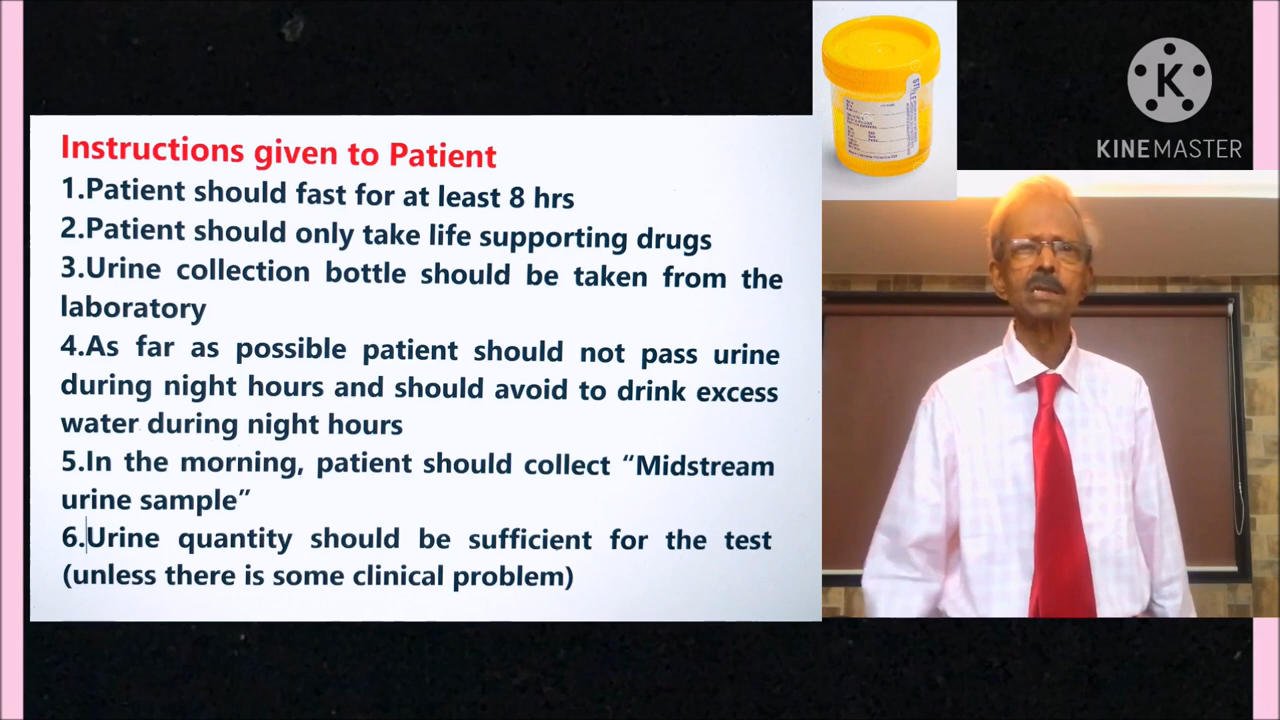 Instructions given to Patient
1.Patient should fast for at least 8 hrs
2.Patient should only take life supporting drugs
3.Urine collection bottle should be taken from the
laboratory
4.As far as possible patient should not pass urine
during night hours and should avoid to drink excess
water during night hours
5.In the morning, patient should collect “Midstream
urine sample”
6.Urine quantity should be sufficient for the test
(unless there is some clinical problem)
K
KINEMASTER